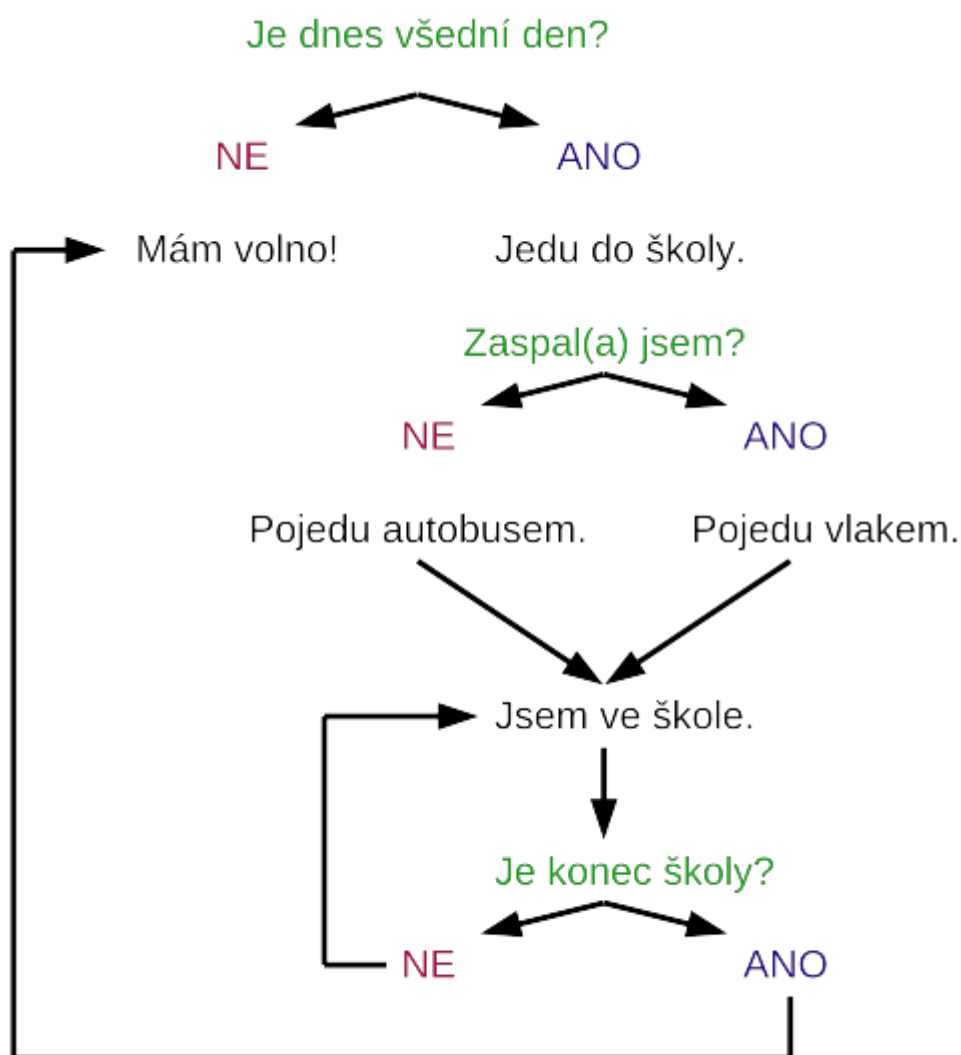 Je dnes všední den?
NE ANO
Mám volno! Jedu do školy.
Zaspal(a) jsem?
NE ANO
Pojedu autobusem. Pojedu vlakem.
Jsem ve škole.
Je konec školy?
NE ANO